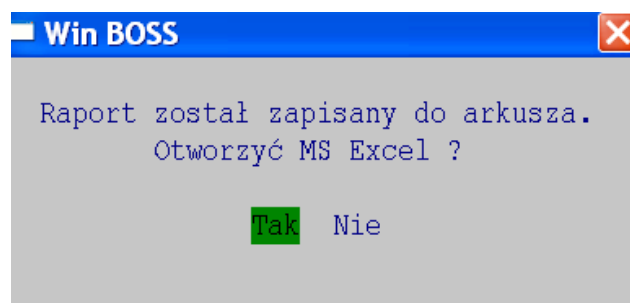 Win BOSS
Raport został zapisany do arkusza.
Otworzyć MS Excel ?
Tak Nie